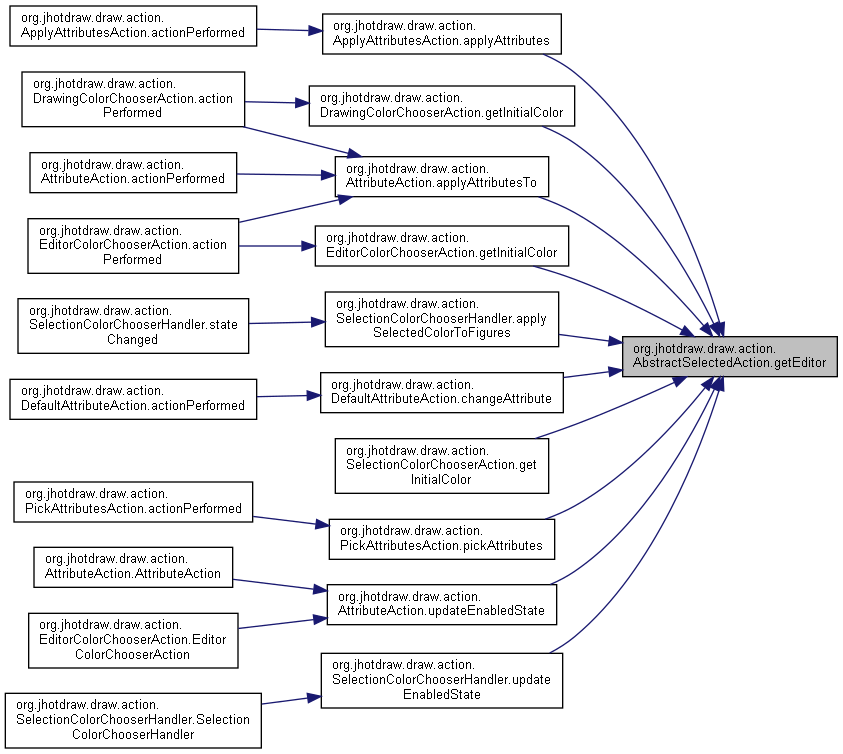 org.jhotdraw.draw.action.
ApplyAttributesAction.actionPerformed
org.jhotdraw.draw.action.
ApplyAttributesAction.applyAttributes
org.jhotdraw.draw.action.
DrawingColorChooserAction.action
Performed
org.jhotdraw.draw.action.
DrawingColorChooserAction.getInitialColor
org.jhotdraw.draw.action.
AttributeAction.actionPerformed
org.jhotdraw.draw.action.
AttributeAction.applyAttributesTo
org.jhotdraw.draw.action.
EditorColorChooserAction.action
Performed
org.jhotdraw.draw.action.
EditorColorChooserAction.getInitialColor
org.jhotdraw.draw.action.
SelectionColorChooserHandler.state
Changed
org.jhotdraw.draw.action.
SelectionColorChooserHandler.apply
SelectedColorToFigures
org.jhotdraw.draw.action.
AbstractSelectedAction.getEditor
org.jhotdraw.draw.action.
DefaultAttributeAction.actionPerformed
org.jhotdraw.draw.action.
DefaultAttributeAction.changeAttribute
org.jhotdraw.draw.action.
SelectionColorChooserAction.get
InitialColor
org.jhotdraw.draw.action.
PickAttributesAction.actionPerformed
org.jhotdraw.draw.action.
PickAttributesAction.pickAttributes
org.jhotdraw.draw.action.
AttributeAction.AttributeAction
org.jhotdraw.draw.action.
AttributeAction.updateEnabledState
org.jhotdraw.draw.action.
EditorColorChooserAction.Editor
ColorChooserAction
org.jhotdraw.draw.action.
SelectionColorChooserHandler.update
EnabledState
org.jhotdraw.draw.action.
SelectionColorChooserHandler.Selection
ColorChooserHandler